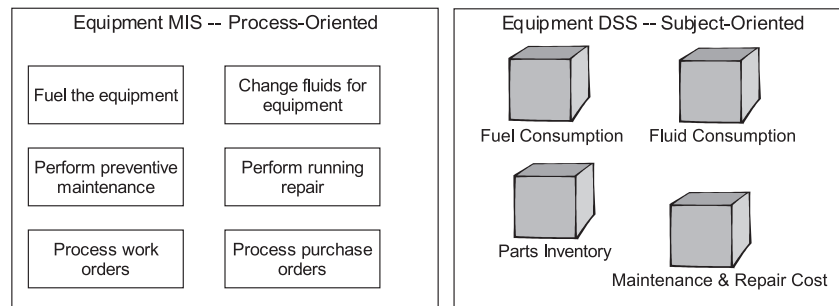 Equipment MIS -- Process-Oriented
Fuel the equipment
Change fluids for
equipment
Perform preventive
maintenance
Perform running
repair
Process work
orders
Process purchase
orders
Equipment DSS -- Subject-Oriented
Fuel Consumption
Fluid Consumption
Parts Inventory
Maintenance & Repair Cost